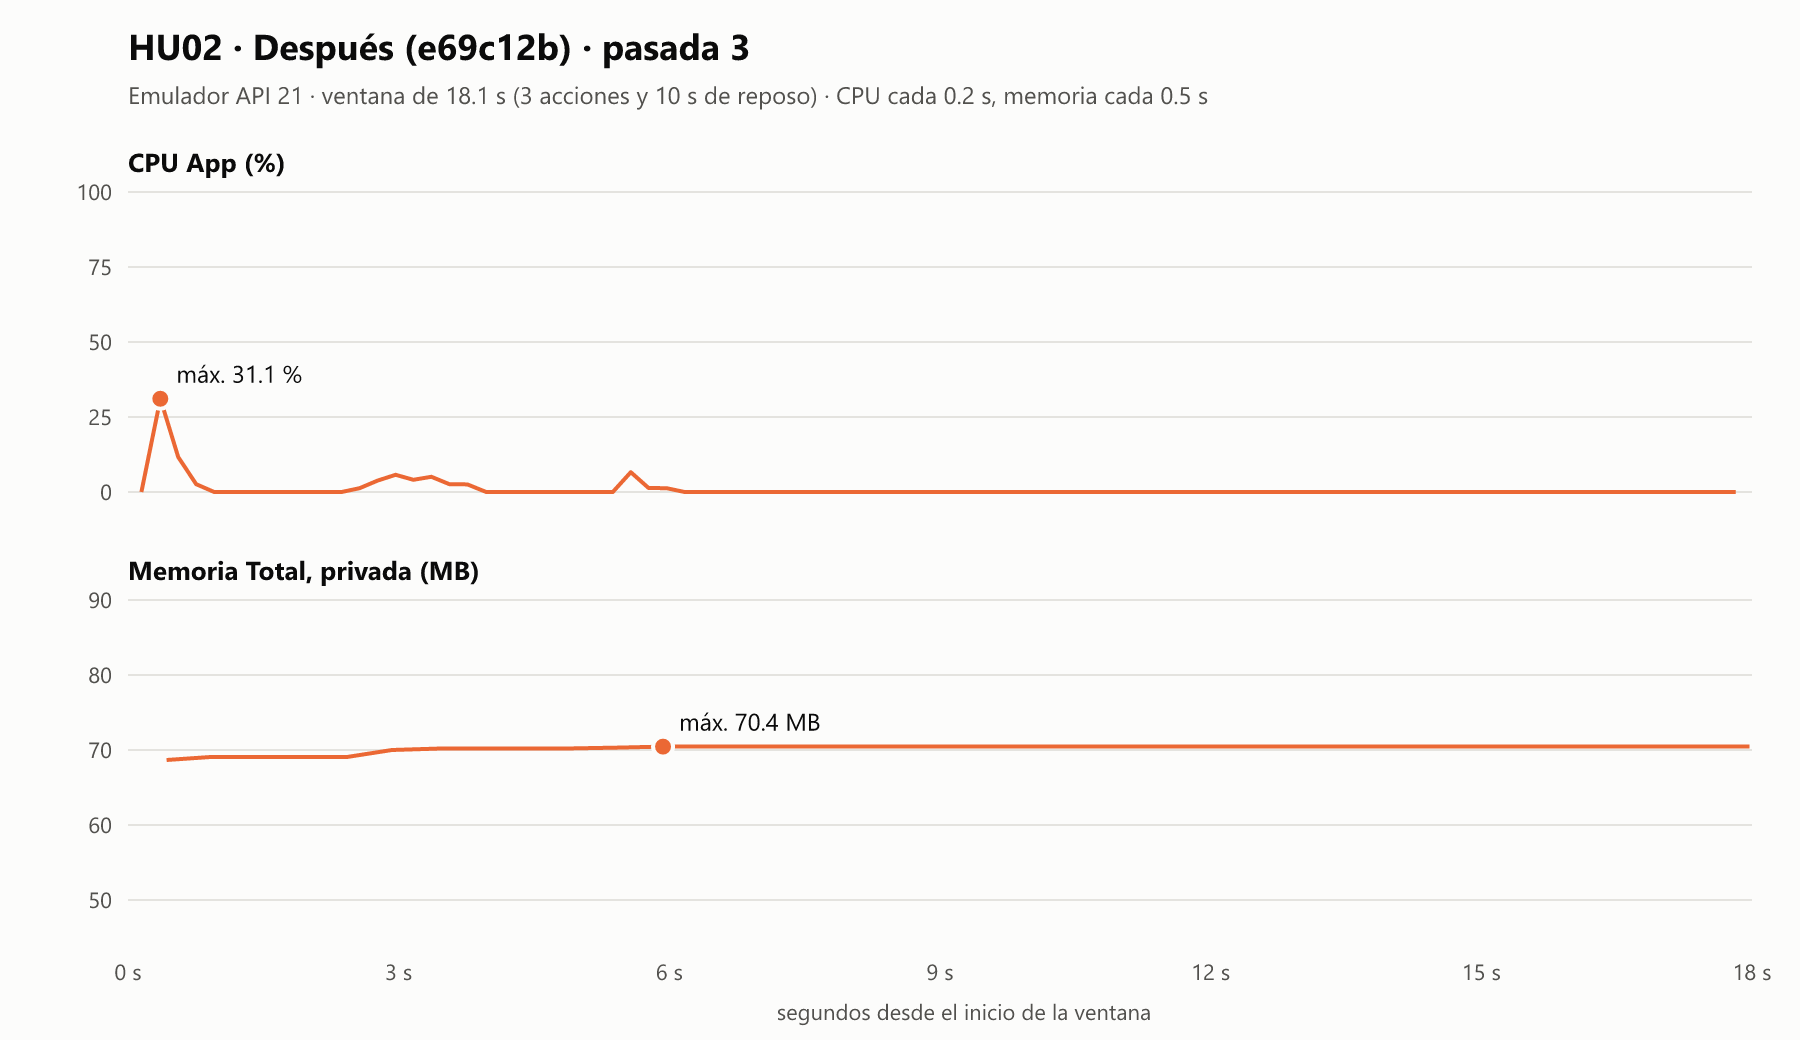 HU02 · Después (e69c12b) · pasada 3
Emulador API 21 · ventana de 18.1 s (3 acciones y 10 s de reposo) · CPU cada 0.2 s, memoria cada 0.5 s
CPU App (%)
100
75
50
máx. 31.1 %
25
0
Memoria Total, privada (MB)
90
80
máx. 70.4 MB
70
60
50
0 s 3 s 6 s 9 s 12 s 15 s 18 s
segundos desde el inicio de la ventana